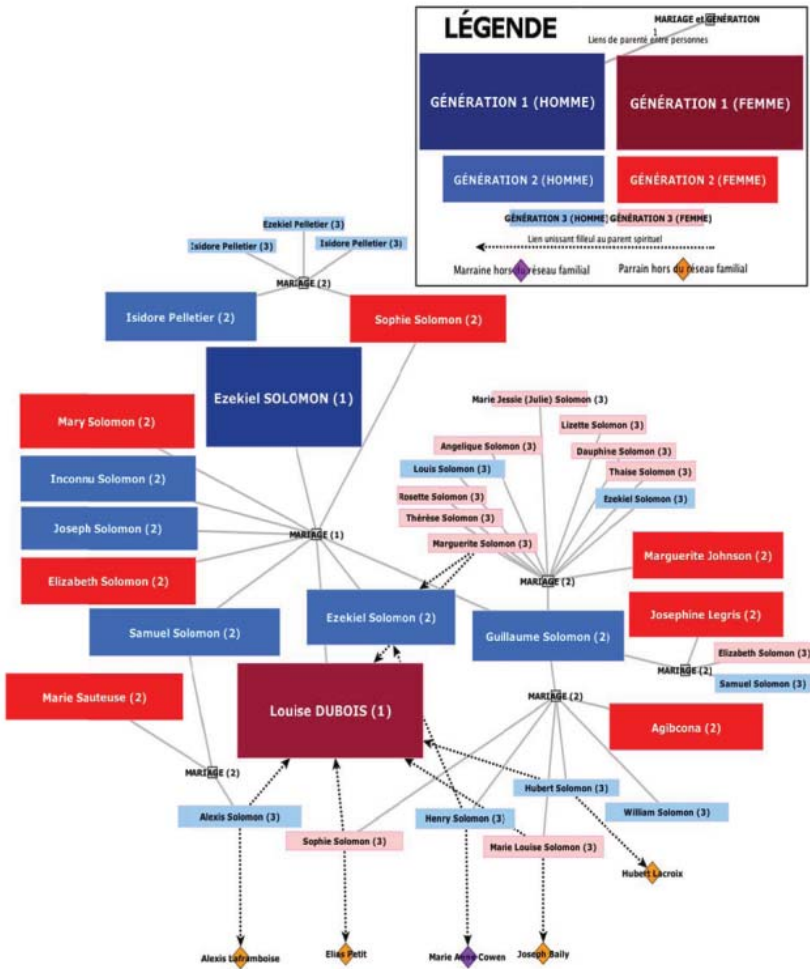 LÉGENDE
MARIAGE et GÉNÉRATION
1
Liens de parenté entre personnes
GÉNÉRATION 1 (HOMME)
GÉNÉRATION 1 (FEMME)
GÉNÉRATION 2 (HOMME)
GÉNÉRATION 2 (FEMME)
GÉNÉRATION 3 (HOMME)
GÉNÉRATION 3 (FEMME)
Lien unissant filleul au parent spirituel
Marraine hors du réseau familial
Parrain hors du réseau familial
Ezekiel Pelletier (3)
Isidore Pelletier (3)
Isidore Pelletier (3)
MARIAGE (2)
Isidore Pelletier (2)
Sophie Solomon (2)
Ezekiel SOLOMON (1)
Marie Jessie (Julie) Solomon (3)
Mary Solomon (2)
Lizette Solomon (3)
Angelique Solomon (3)
Dauphine Solomon (3)
Louis Solomon (3)
Thaise Solomon (3)
Inconnu Solomon (2)
Rosette Solomon (3)
Ezekiel Solomon (3)
Thérèse Solomon (3)
Joseph Solomon (2)
MARIAGE (1)
Marguerite Solomon (3)
Marguerite Johnson (2)
Elizabeth Solomon (2)
MARIAGE (2)
Josephine Legris (2)
Ezekiel Solomon (2)
Samuel Solomon (2)
Guillaume Solomon (2)
Elizabeth Solomon (3)
MARIAGE (2)
Samuel Solomon (3)
Marie Sauteuse (2)
Louise DUBOIS (1)
MARIAGE (2)
Agibcona (2)
MARIAGE (2)
Hubert Solomon (3)
Alexis Solomon (3)
Henry Solomon (3)
William Solomon (3)
Sophie Solomon (3)
Marie Louise Solomon (3)
Hubert Lacroix
Alexis Laframboise
Elias Petit
Marie Anne Cowen
Joseph Baily